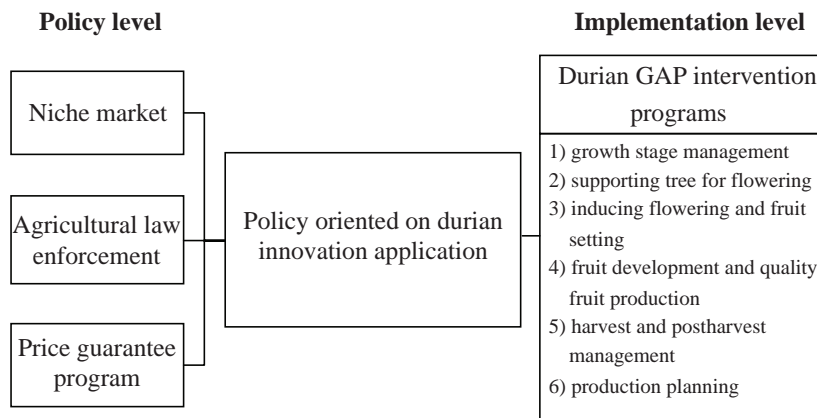 Policy level
Implementation level
Niche market
Agricultural law
enforcement
Price guarantee
program
Policy oriented on durian
innovation application
Durian GAP intervention
programs
1) growth stage management
2) supporting tree for flowering
3) inducing flowering and fruit
setting
4) fruit development and quality
fruit production
5) harvest and postharvest
management
6) production planning